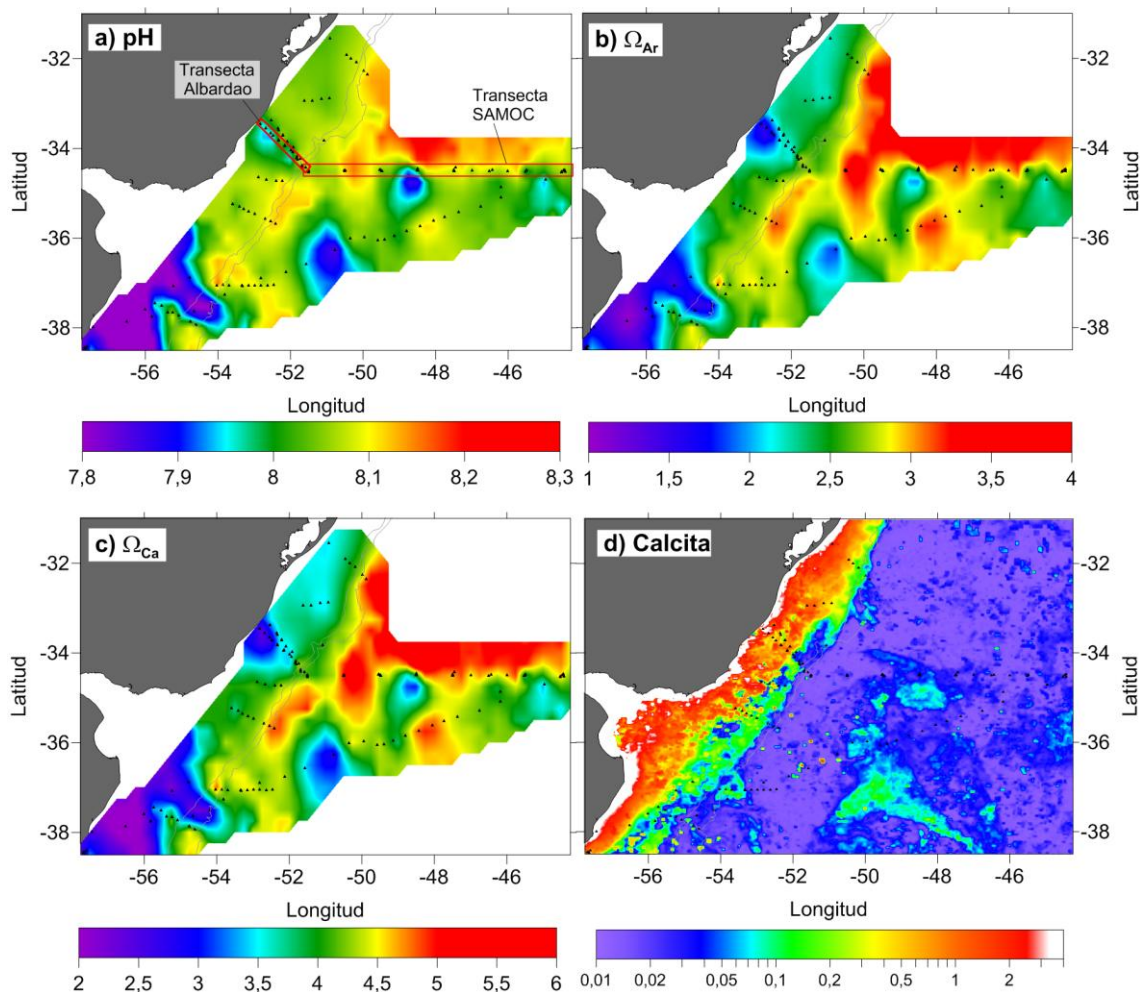 a) pH
Transecta
Albardao
Transecta
SAMOC
Latitud
-32
-34
-36
-38
-56 -54 -52 -50 -48 -46
Longitud
7,8 7,9 8 8,1 8,2 8,3
b) ΩAr
Latitud
-32
-34
-36
-38
-56 -54 -52 -50 -48 -46
Longitud
1 1,5 2 2,5 3 3,5 4
c) ΩCa
Latitud
-32
-34
-36
-38
-56 -54 -52 -50 -48 -46
Longitud
2 2,5 3 3,5 4 4,5 5 5,5 6
d) Calcita
Latitud
-32
-34
-36
-38
-56 -54 -52 -50 -48 -46
Longitud
0,01 0,02 0,05 0,1 0,2 0,5 1 2